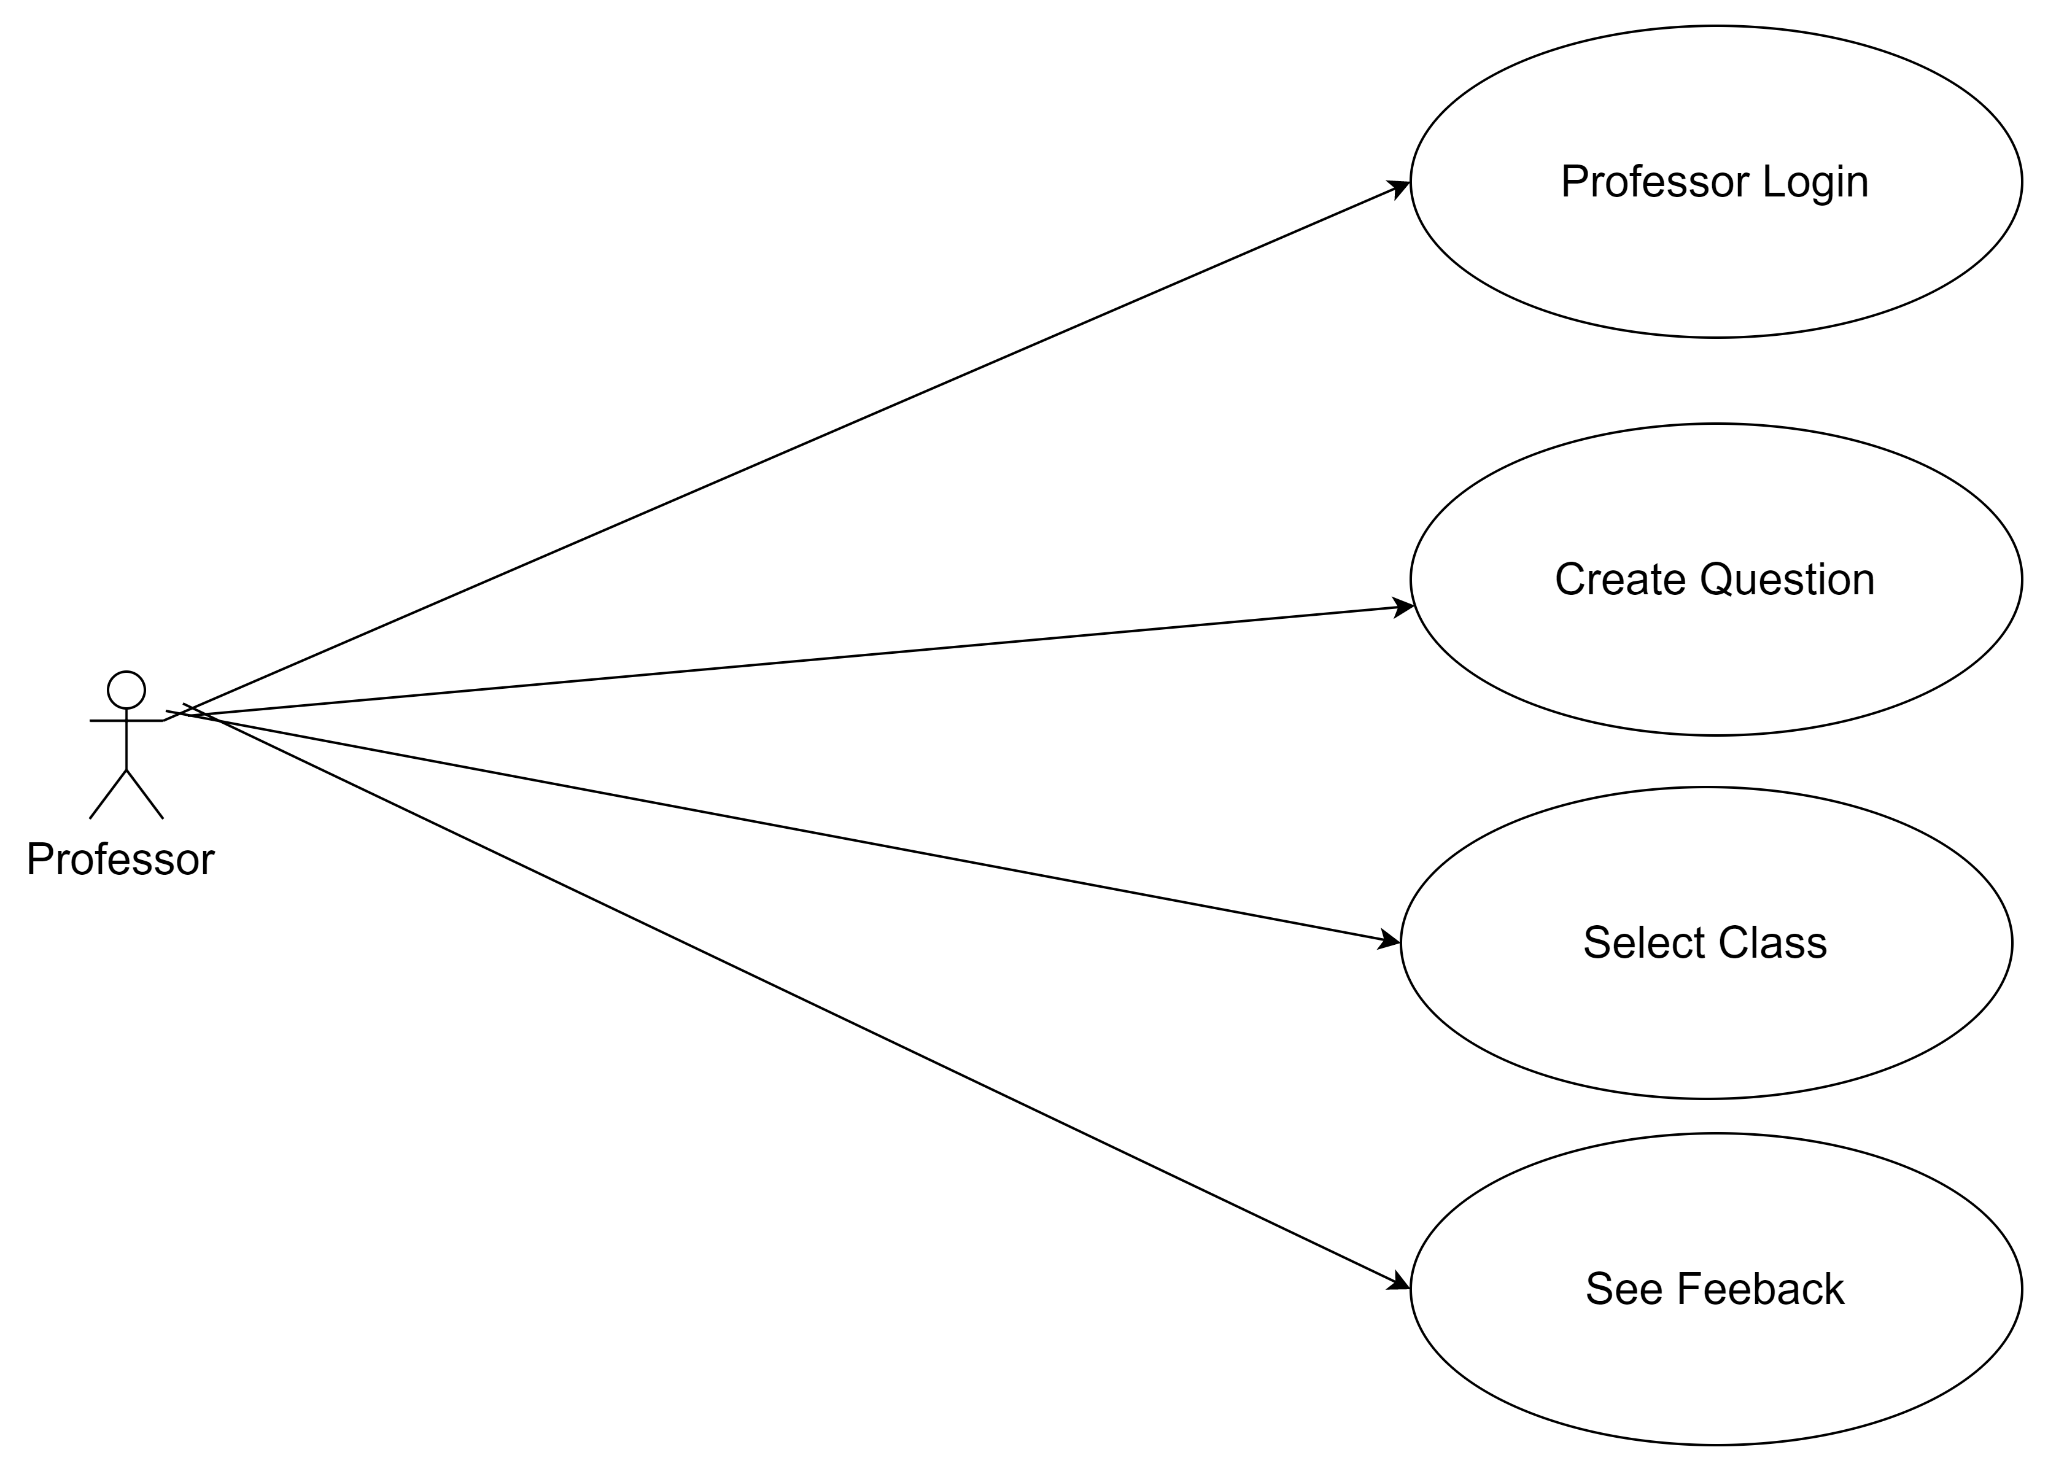 Professor Login
Create Question
Professor
Select Class
See Feeback